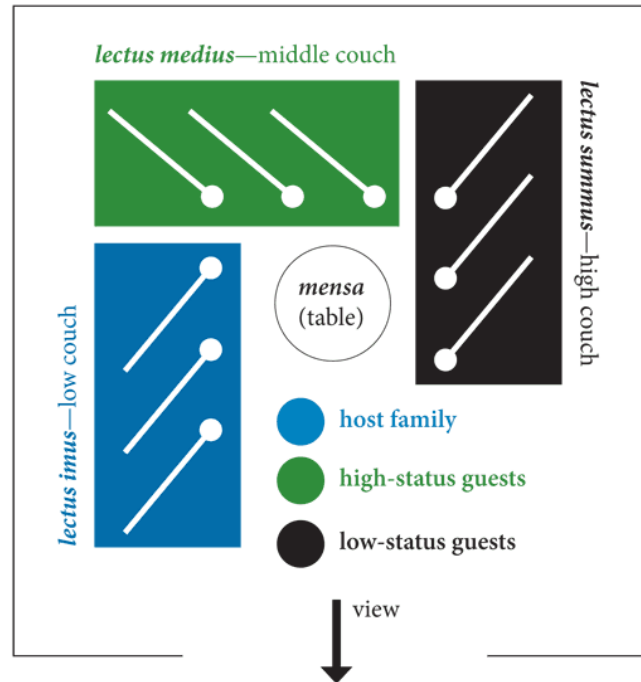 lectus medius—middle couch
lectus summus—high couch
mensa
(table)
lectus imus—low couch
host family
high-status guests
low-status guests
view